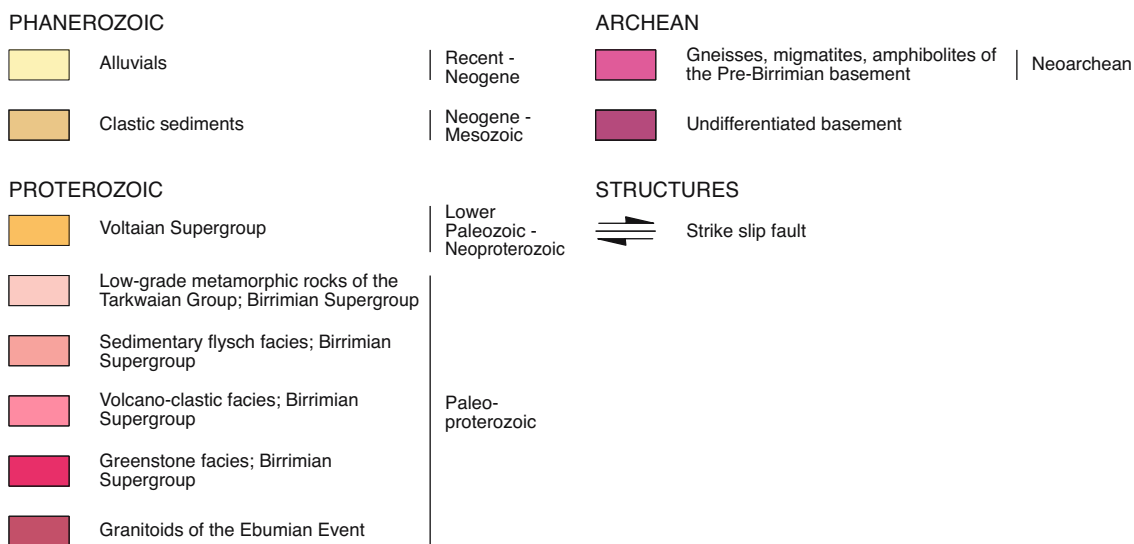 PHANEROZOIC
Alluvials
Recent -
Neogene
Clastic sediments
Neogene -
Mesozoic
PROTEROZOIC
Voltaian Supergroup
Lower
Paleozoic -
Neoproterozoic
Low-grade metamorphic rocks of the
Tarkwaian Group; Birrimian Supergroup
Sedimentary flysch facies; Birrimian
Supergroup
Volcano-clastic facies; Birrimian
Supergroup
Paleo-
proterozoic
Greenstone facies; Birrimian
Supergroup
Granitoids of the Ebumian Event
ARCHEAN
Gneisses, migmatites, amphibolites of
the Pre-Birrimian basement
Neoarchean
Undifferentiated basement
STRUCTURES
Strike slip fault